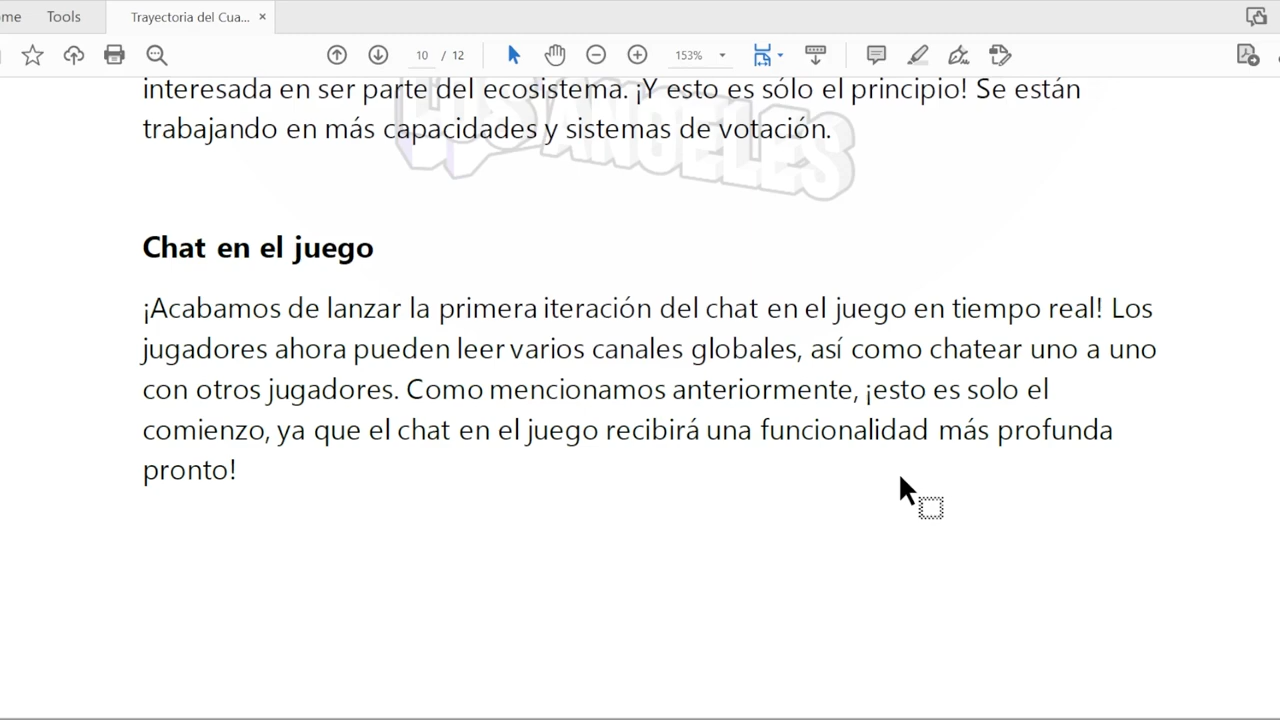 ome Tools Trayectoria del Cua... ×
10 / 12 153%
interesada en ser parte del ecosistema. ¡Y esto es sólo el principio! Se están
trabajando en más capacidades y sistemas de votación.
LOS ANGELES
Chat en el juego
¡Acabamos de lanzar la primera iteración del chat en el juego en tiempo real! Los
jugadores ahora pueden leer varios canales globales, así como chatear uno a uno
con otros jugadores. Como mencionamos anteriormente, ¡esto es solo el
comienzo, ya que el chat en el juego recibirá una funcionalidad más profunda
pronto!